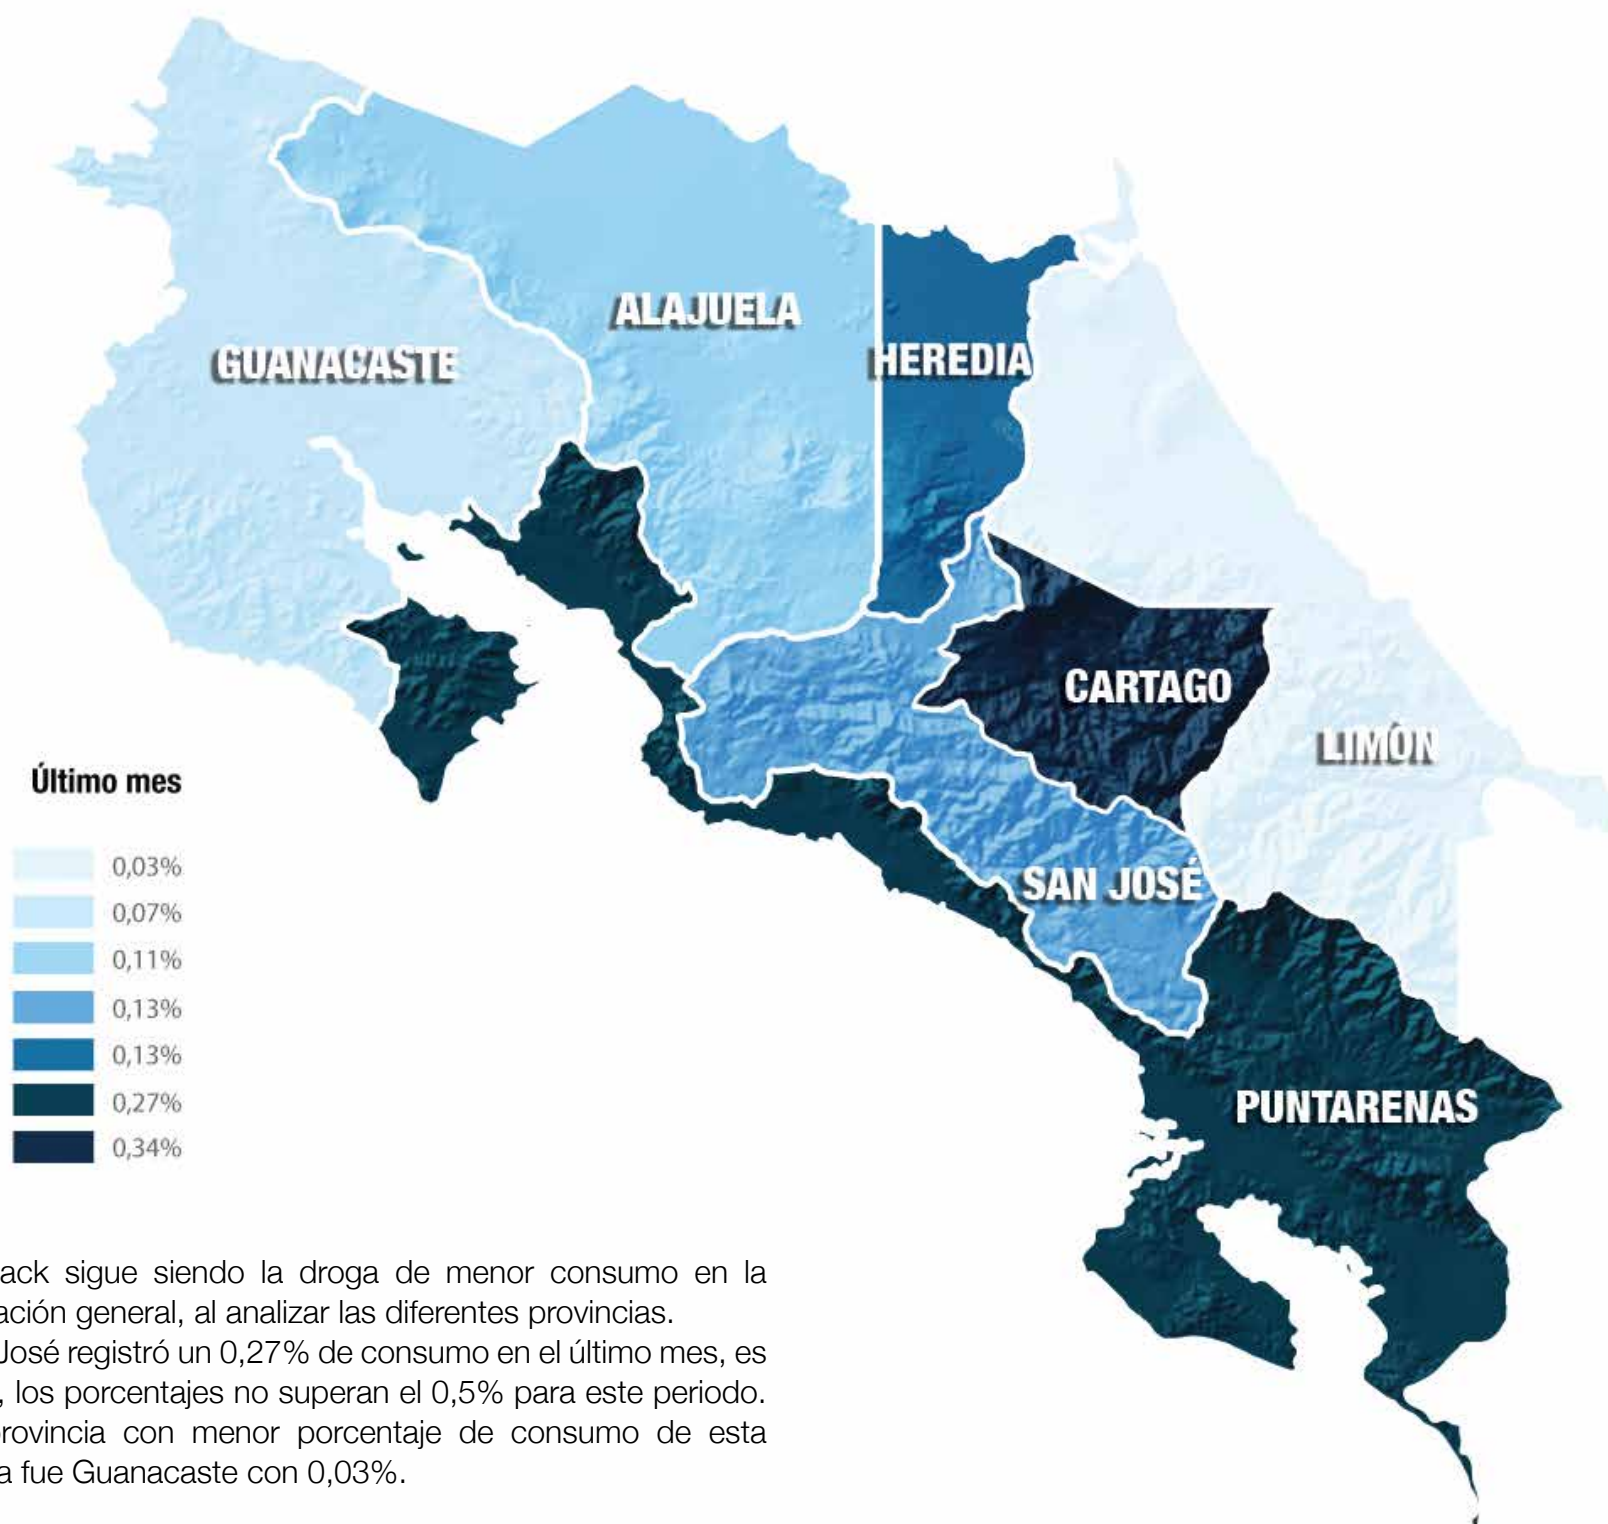 ALAJUELA
GUANACASTE
HEREDIA
CARTAGO
LIMÓN
SAN JOSÉ
PUNTARENAS
Último mes
0,03%
0,07%
0,11%
0,13%
0,13%
0,27%
0,34%
ack sigue siendo la droga de menor consumo en la
ación general, al analizar las diferentes provincias.
José registró un 0,27% de consumo en el último mes, es
, los porcentajes no superan el 0,5% para este periodo.
provincia con menor porcentaje de consumo de esta
a fue Guanacaste con 0,03%.